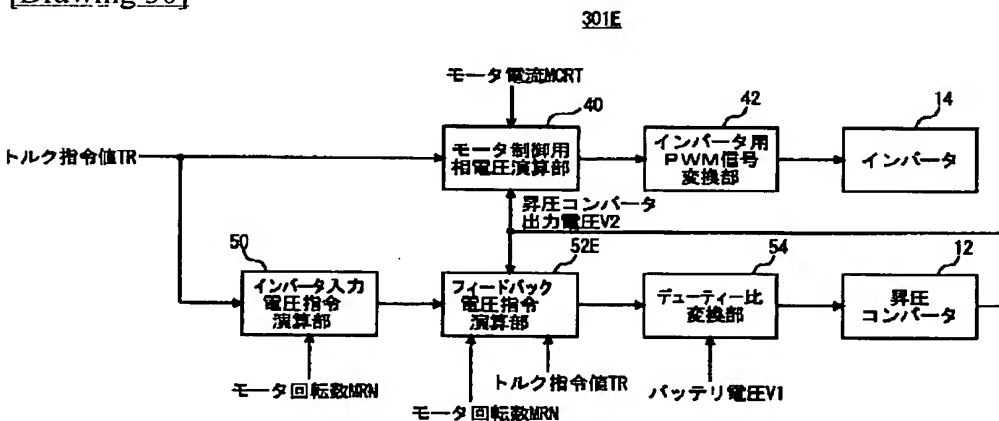 301E
モータ電流MCRT
40
42
14
トルク指令値TR
モータ制御用
相電圧演算部
インバータ用
PWM信号
変換部
インバータ
昇圧コンバータ
出力電圧V2
50
52E
54
12
インバータ入力
電圧指令
演算部
フィードバック
電圧指令
演算部
デューティー比
変換部
昇圧
コンバータ
モータ回転数MRN
トルク指令値TR
バッテリ電圧V1
モータ回転数MRN